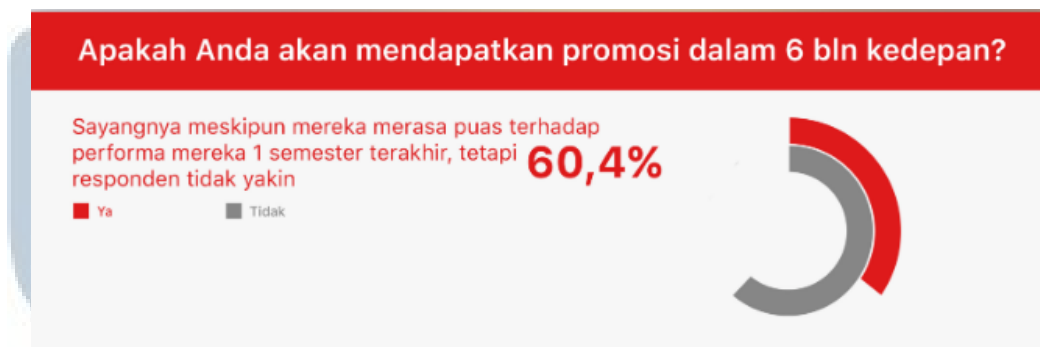 Apakah Anda akan mendapatkan promosi dalam 6 bln kedepan?
Sayangnya meskipun mereka merasa puas terhadap
performa mereka 1 semester terakhir, tetapi 60,4%
responden tidak yakin
Ya Tidak